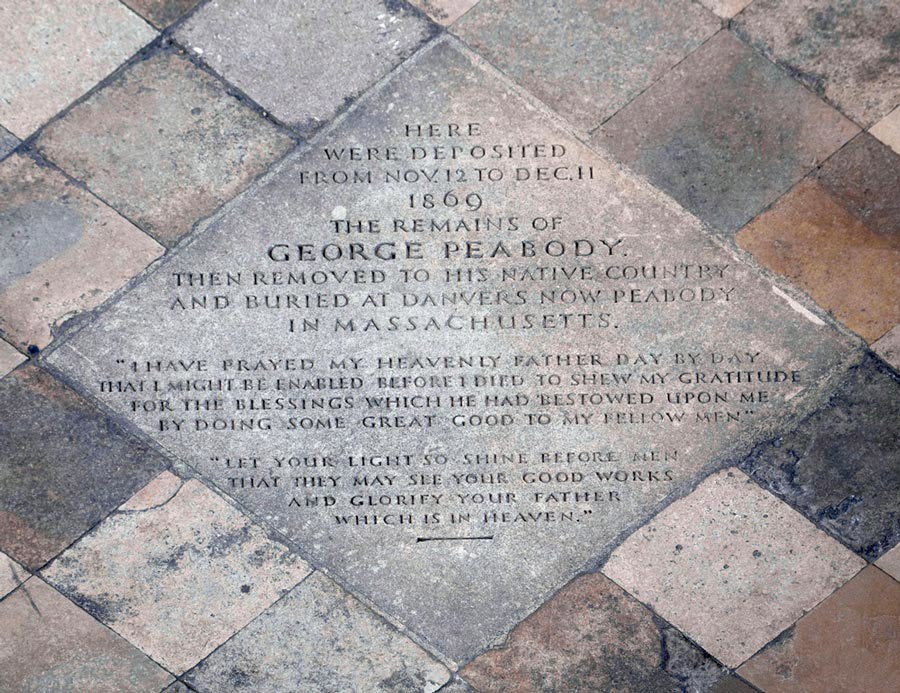 HERE
WERE DEPOSITED
FROM NOV. 12 TO DEC. 11
1869
THE REMAINS OF
GEORGE PEABODY.
THEN REMOVED TO HIS NATIVE COUNTRY
AND BURIED AT DANVERS NOW PEABODY
IN MASSACHUSETTS.
"I HAVE PRAYED MY HEAVENLY FATHER DAY BY DAY
THAT I MIGHT BE ENABLED BEFORE I DIED TO SHEW MY GRATITUDE
FOR THE BLESSINGS WHICH HE HAD BESTOWED UPON ME
BY DOING SOME GREAT GOOD TO MY FELLOW MEN"
"LET YOUR LIGHT SO SHINE BEFORE MEN
THAT THEY MAY SEE YOUR GOOD WORKS
AND GLORIFY YOUR FATHER
WHICH IS IN HEAVEN."